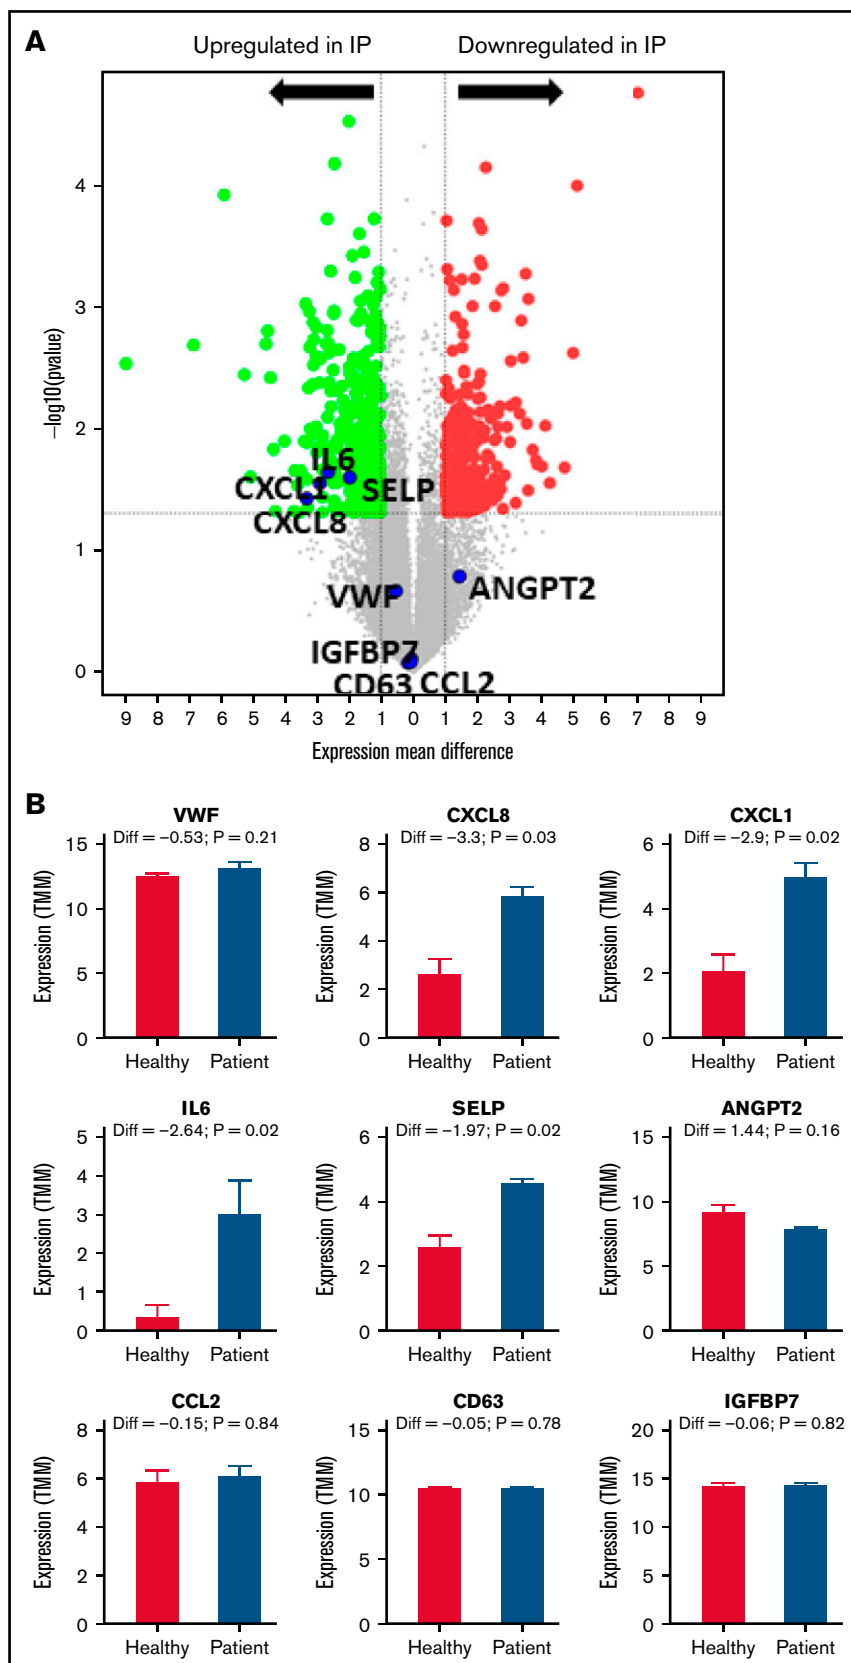 A
Upregulated in IP
Downregulated in IP
4
3
2
1
0
–log10(pvalue)
IL6
CXCL1
SELP
CXCL8
VWF
ANGPT2
IGFBP7
CD63
CCL2
9 8 7 6 5 4 3 2 1 0 1 2 3 4 5 6 7 8 9
Expression mean difference
B
VWF
Diff = –0.53; P = 0.21
15
13
5
0
Expression (TMM)
Healthy Patient
CXCL8
Diff = –3.3; P = 0.03
8
6
4
2
0
Expression (TMM)
Healthy Patient
CXCL1
Diff = –2.9; P = 0.02
6
4
2
0
Expression (TMM)
Healthy Patient
IL6
Diff = –2.64; P = 0.02
5
4
3
2
1
0
Expression (TMM)
Healthy Patient
SELP
Diff = –1.97; P = 0.02
6
4
2
0
Expression (TMM)
Healthy Patient
ANGPT2
Diff = 1.44; P = 0.16
15
10
5
0
Expression (TMM)
Healthy Patient
CCL2
Diff = –0.15; P = 0.84
8
6
4
2
0
Expression (TMM)
Healthy Patient
CD63
Diff = –0.05; P = 0.78
15
10
5
0
Expression (TMM)
Healthy Patient
IGFBP7
Diff = –0.06; P = 0.82
20
15
10
5
0
Expression (TMM)
Healthy Patient